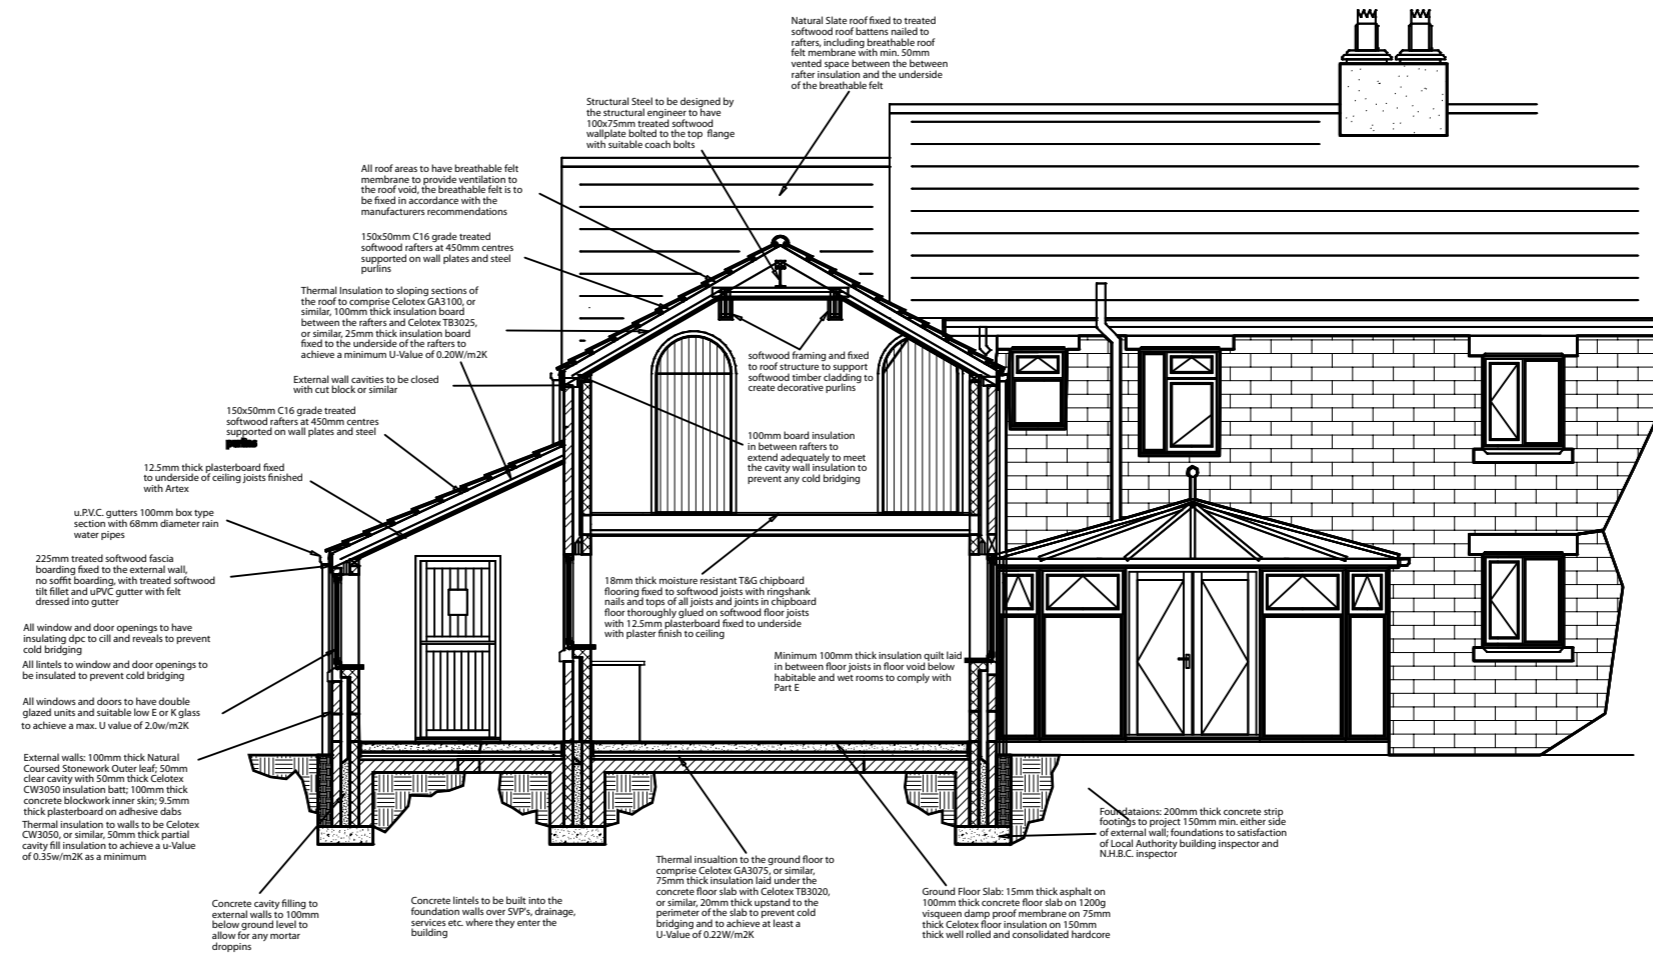 Natural Slate roof fixed to treated
softwood roof battens nailed to
rafters, including breathable roof
felt membrane with min. 50mm
vented space between the between
rafter insulation and the underside
of the breathable felt
Structural Steel to be designed by
the structural engineer to have
100x75mm treated softwood
wallplate bolted to the top flange
with suitable coach bolts
All roof areas to have breathable felt
membrane to provide ventilation to
the roof void, the breathable felt is to
be fixed in accordance with the
manufacturers recommendations
150x50mm C16 grade treated
softwood rafters at 450mm centres
supported on wall plates and steel
purlins
Thermal Insulation to sloping sections of
the roof to comprise Celotex GA3100, or
similar, 100mm thick insulation board
between the rafters and Celotex TB3025,
or similar, 25mm thick insulation board
fixed to the underside of the rafters to
achieve a minimum U-Value of 0.20W/m2K
External wall cavities to be closed
with cut block or similar
150x50mm C16 grade treated
softwood rafters at 450mm centres
supported on wall plates and steel
purlins
12.5mm thick plasterboard fixed
to underside of ceiling joists finished
with Artex
u.P.V.C. gutters 100mm box type
section with 68mm diameter rain
water pipes
225mm treated softwood fascia
boarding fixed to the external wall,
no soffit boarding, with treated softwood
tilt fillet and uPVC gutter with felt
dressed into gutter
All window and door openings to have
insulating dpc to cill and reveals to prevent
cold bridging
All lintels to window and door openings to
be insulated to prevent cold bridging
All windows and doors to have double
glazed units and suitable low E or K glass
to achieve a max. U value of 2.0w/m2K
External walls: 100mm thick Natural
Coursed Stonework Outer leaf; 50mm
clear cavity with 50mm thick Celotex
CW3050 insulation batt; 100mm thick
concrete blockwork inner skin; 9.5mm
thick plasterboard on adhesive dabs
Thermal insulation to walls to be Celotex
CW3050, or similar, 50mm thick partial
cavity fill insulation to achieve a u-Value
of 0.35w/m2K as a minimum
softwood framing and fixed
to roof structure to support
softwood timber cladding to
create decorative purlins
100mm board insulation
in between rafters to
extend adequately to meet
the cavity wall insulation to
prevent any cold bridging
18mm thick moisture resistant T&G chipboard
flooring fixed to softwood joists with ringshank
nails and tops of all joists and joints in chipboard
floor thoroughly glued on softwood floor joists
with 12.5mm plasterboard fixed to underside
with plaster finish to ceiling
Minimum 100mm thick insulation quilt laid
in between floor joists in floor void below
habitable and wet rooms to comply with
Part E
Concrete cavity filling to
external walls to 100mm
below ground level to
allow for any mortar
droppins
Concrete lintels to be built into the
foundation walls over SVP's, drainage,
services etc. where they enter the
building
Thermal insualtion to the ground floor to
comprise Celotex GA3075, or similar,
75mm thick insulation laid under the
concrete floor slab with Celotex TB3020,
or similar, 20mm thick upstand to the
perimeter of the slab to prevent cold
bridging and to achieve at least a
U-Value of 0.22W/m2K
Ground Floor Slab: 15mm thick asphalt on
100mm thick concrete floor slab on 1200g
visqueen damp proof membrane on 75mm
thick Celotex floor insulation on 150mm
thick well rolled and consolidated hardcore
Foundataions: 200mm thick concrete strip
footings to project 150mm min. either side
of external wall; foundations to satisfaction
of Local Authority building inspector and
N.H.B.C. inspector